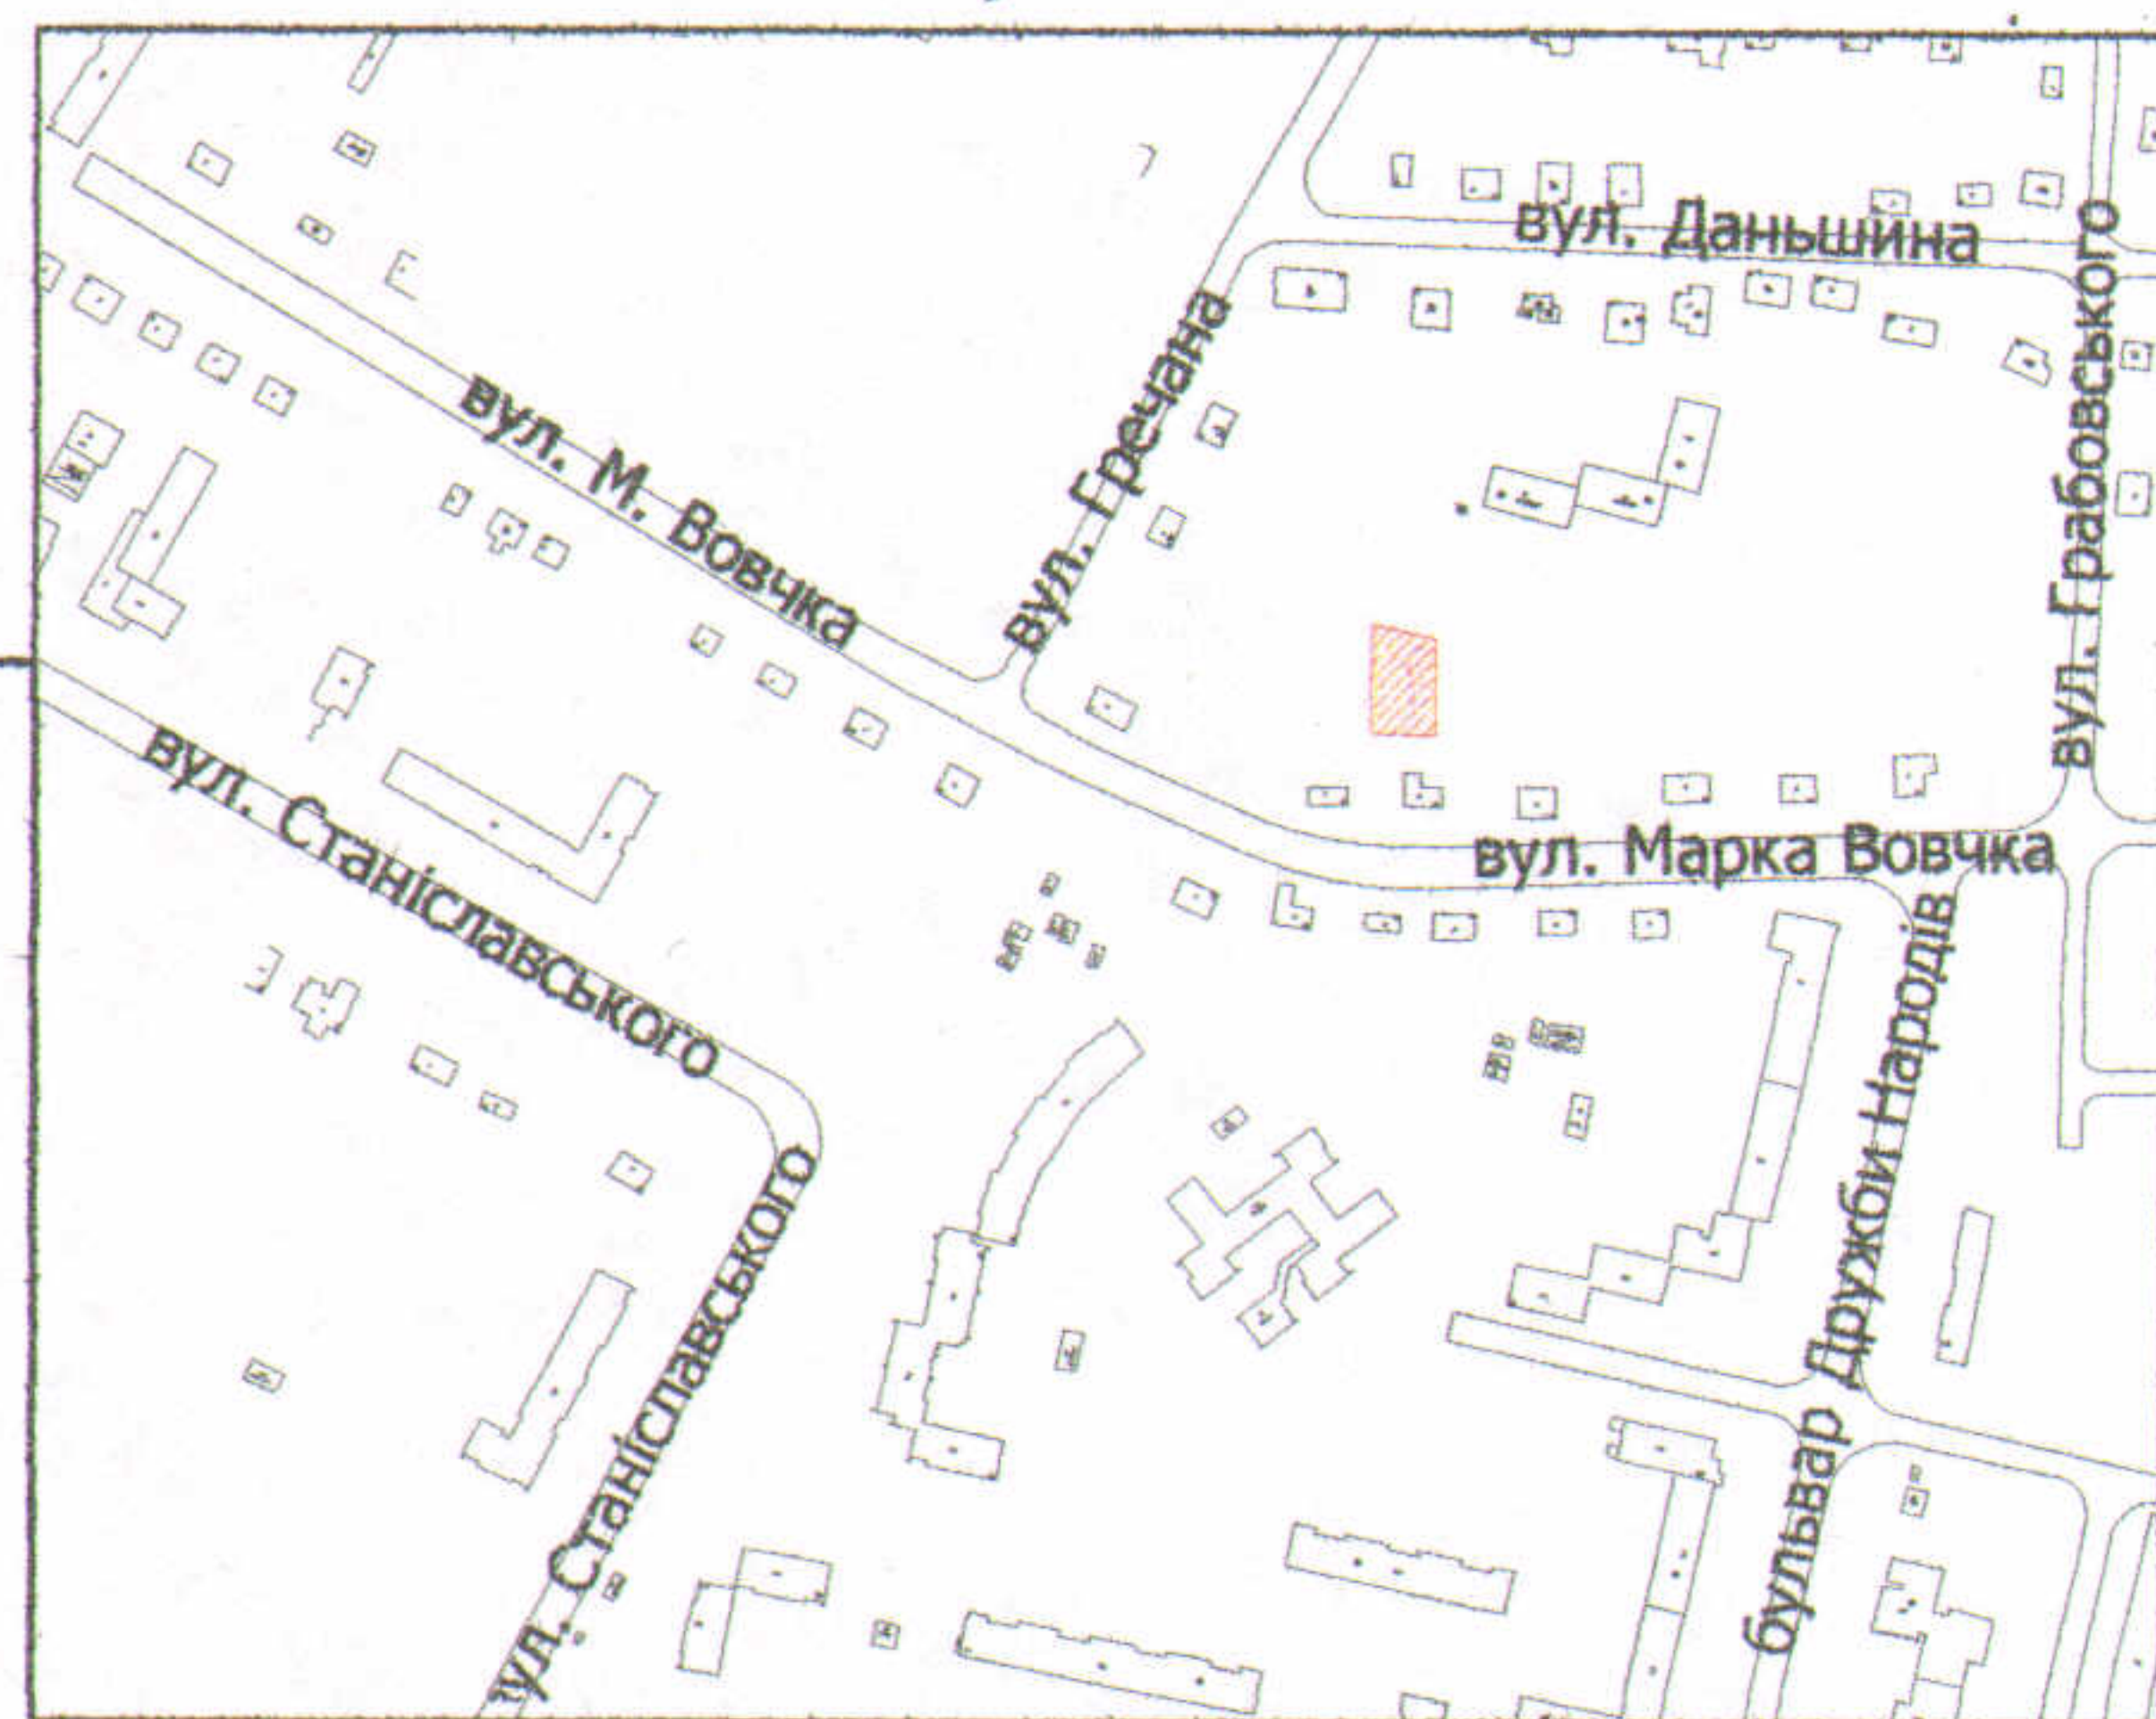 вул. Даньшина
вул. Гречана
вул. Грабовського
вул. М. Вовчка
вул. Марка Вовчка
вул. Станіславського
бульвар Дружби Народів
вул. Станіславського